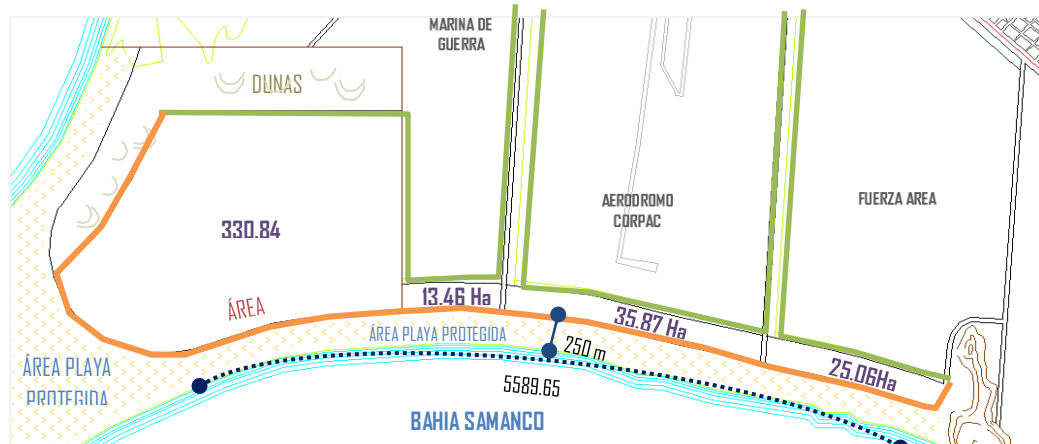 MARINA DE
GUERRA
DUNAS
AERODROMO
CORPAC
FUERZA AREA
330.84
13.46 Ha
ÁREA
35.87 Ha
ÁREA PLAYA PROTÉGIDA
250 m
25.06Ha
ÁREA PLAYA
PROTEGIDA
5589.65
BAHIA SAMANCO